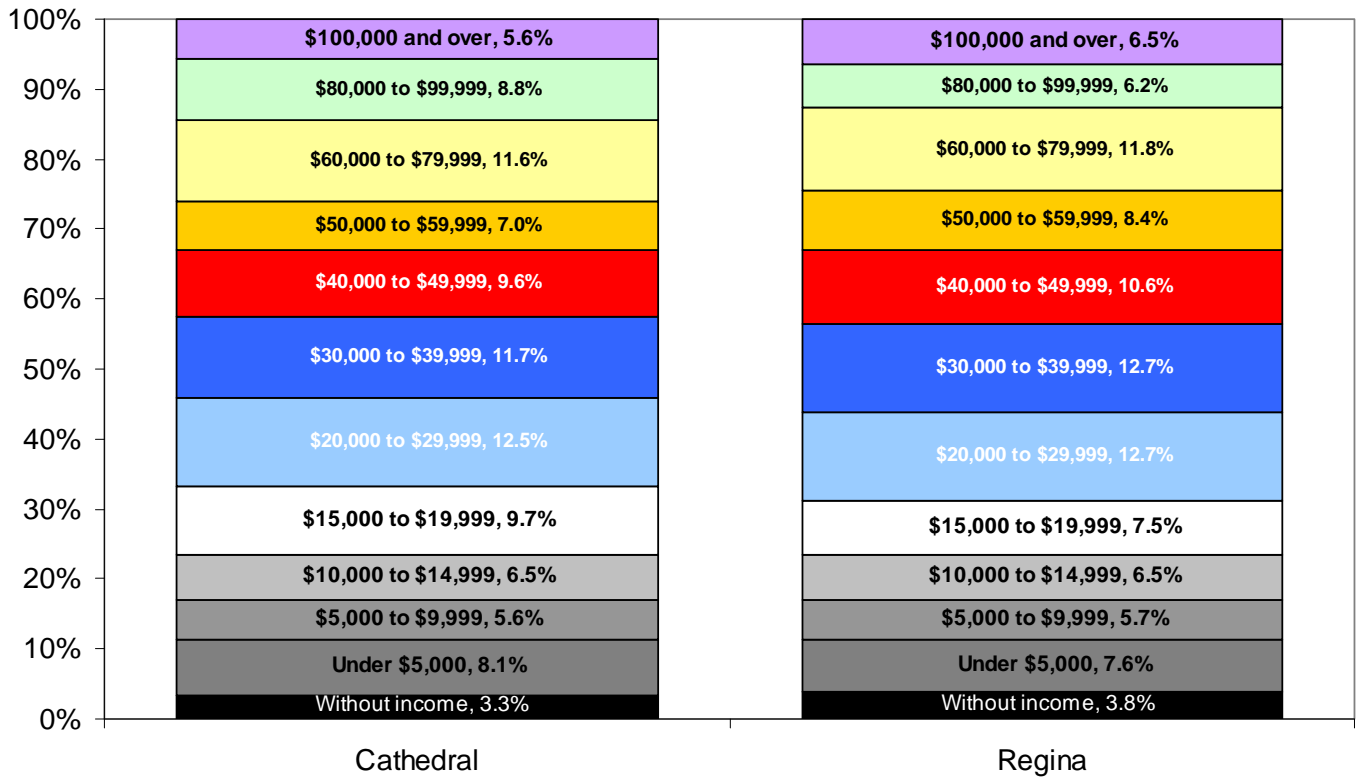 100%
90%
80%
70%
60%
50%
40%
30%
20%
10%
0%
$100,000 and over, 5.6%
$80,000 to $99,999, 8.8%
$60,000 to $79,999, 11.6%
$50,000 to $59,999, 7.0%
$40,000 to $49,999, 9.6%
$30,000 to $39,999, 11.7%
$20,000 to $29,999, 12.5%
$15,000 to $19,999, 9.7%
$10,000 to $14,999, 6.5%
$5,000 to $9,999, 5.6%
Under $5,000, 8.1%
Without income, 3.3%
$100,000 and over, 6.5%
$80,000 to $99,999, 6.2%
$60,000 to $79,999, 11.8%
$50,000 to $59,999, 8.4%
$40,000 to $49,999, 10.6%
$30,000 to $39,999, 12.7%
$20,000 to $29,999, 12.7%
$15,000 to $19,999, 7.5%
$10,000 to $14,999, 6.5%
$5,000 to $9,999, 5.7%
Under $5,000, 7.6%
Without income, 3.8%
Cathedral
Regina